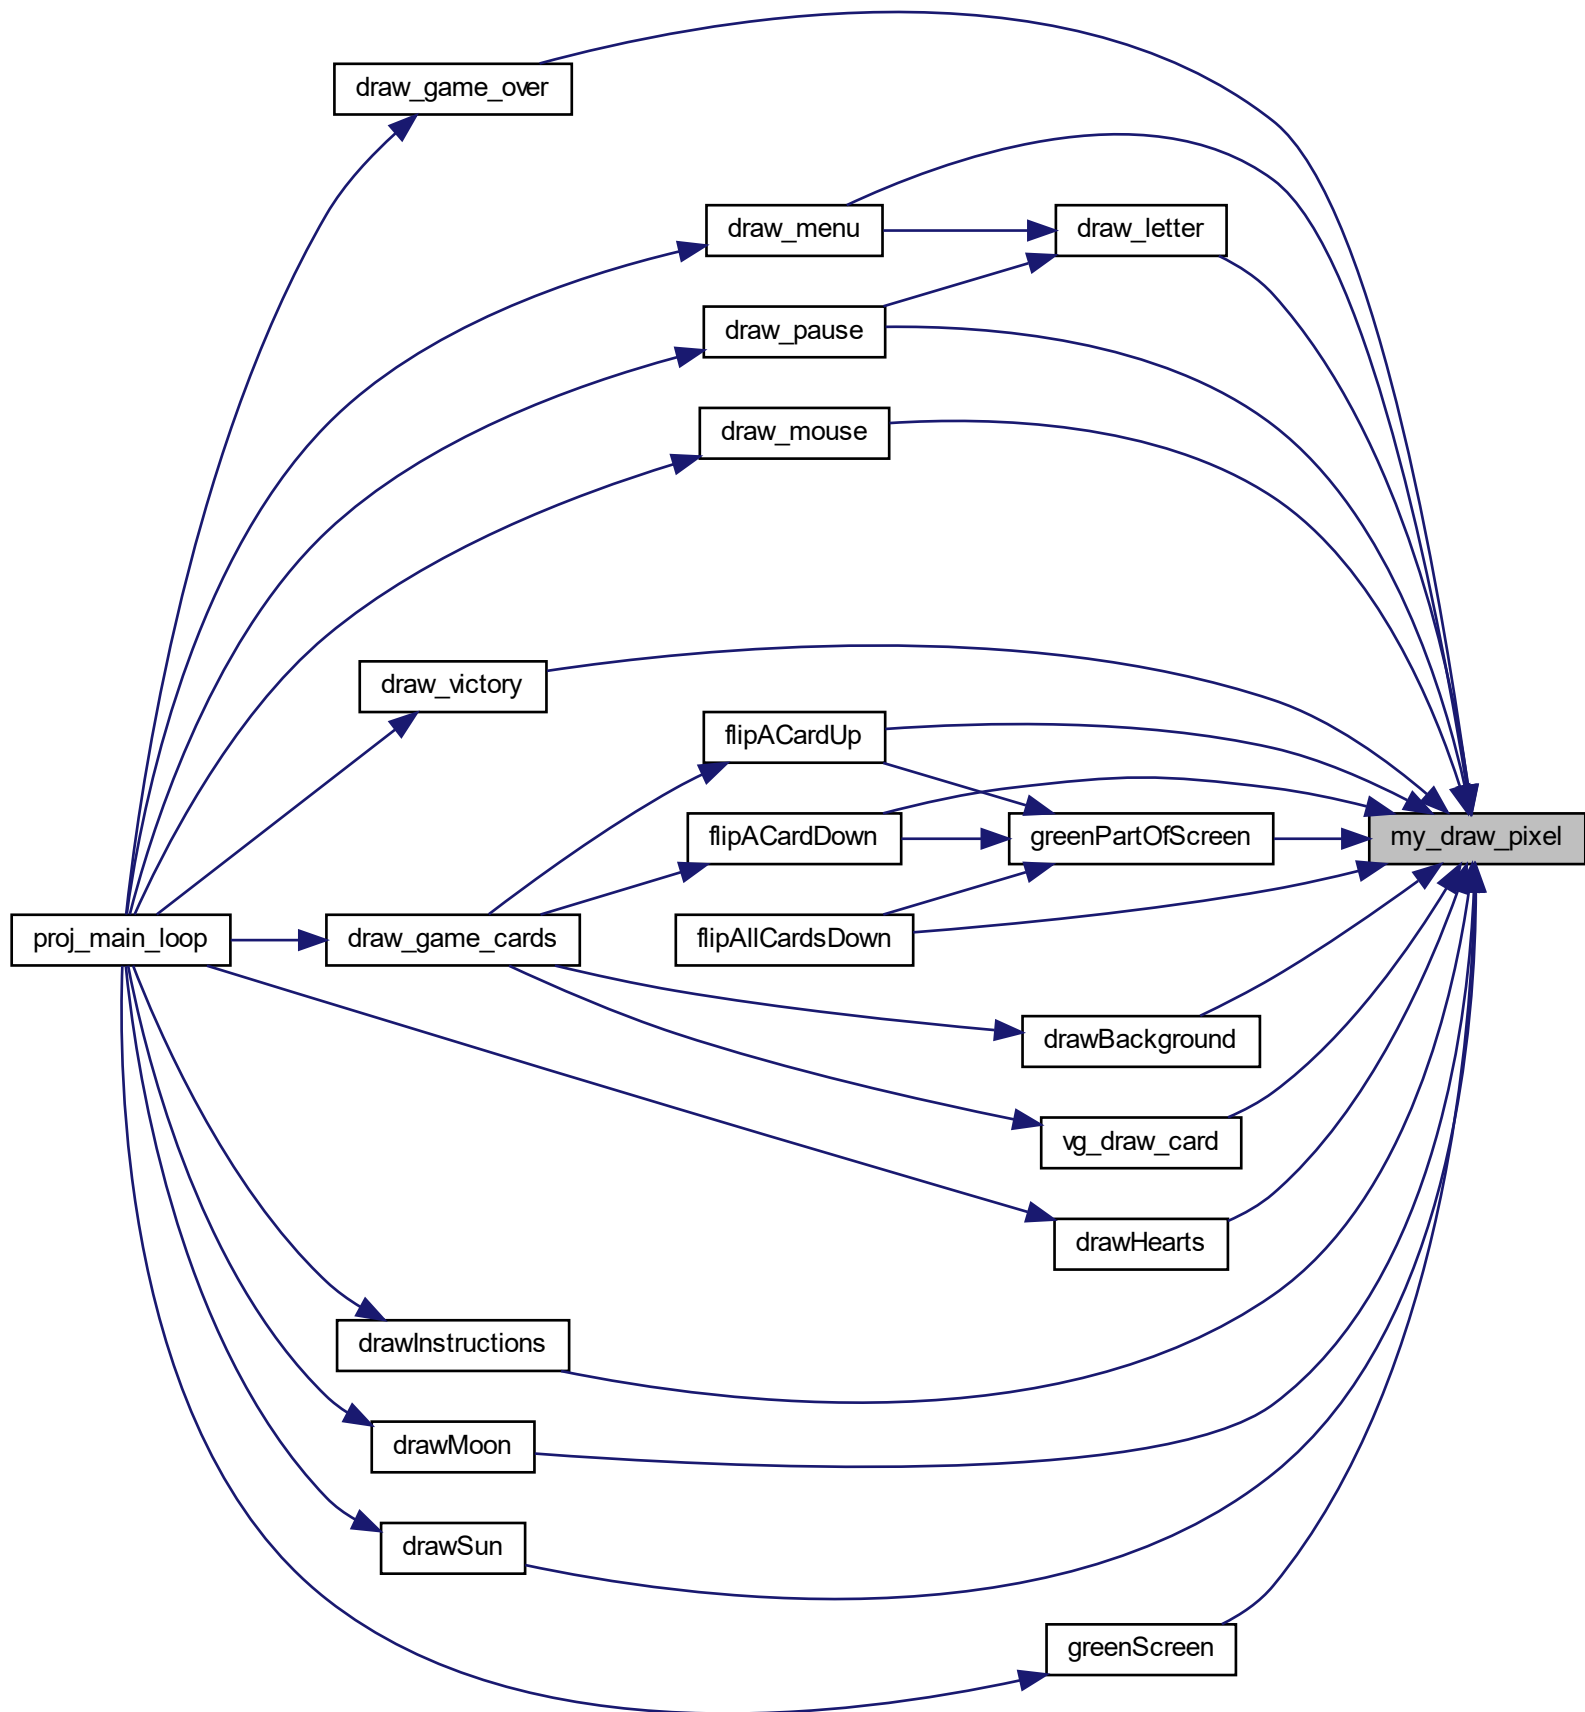 draw_game_over
draw_menu
draw_letter
draw_pause
draw_mouse
draw_victory
flipACardUp
flipACardDown
greenPartOfScreen
my_draw_pixel
proj_main_loop
draw_game_cards
flipAllCardsDown
drawBackground
vg_draw_card
drawHearts
drawInstructions
drawMoon
drawSun
greenScreen